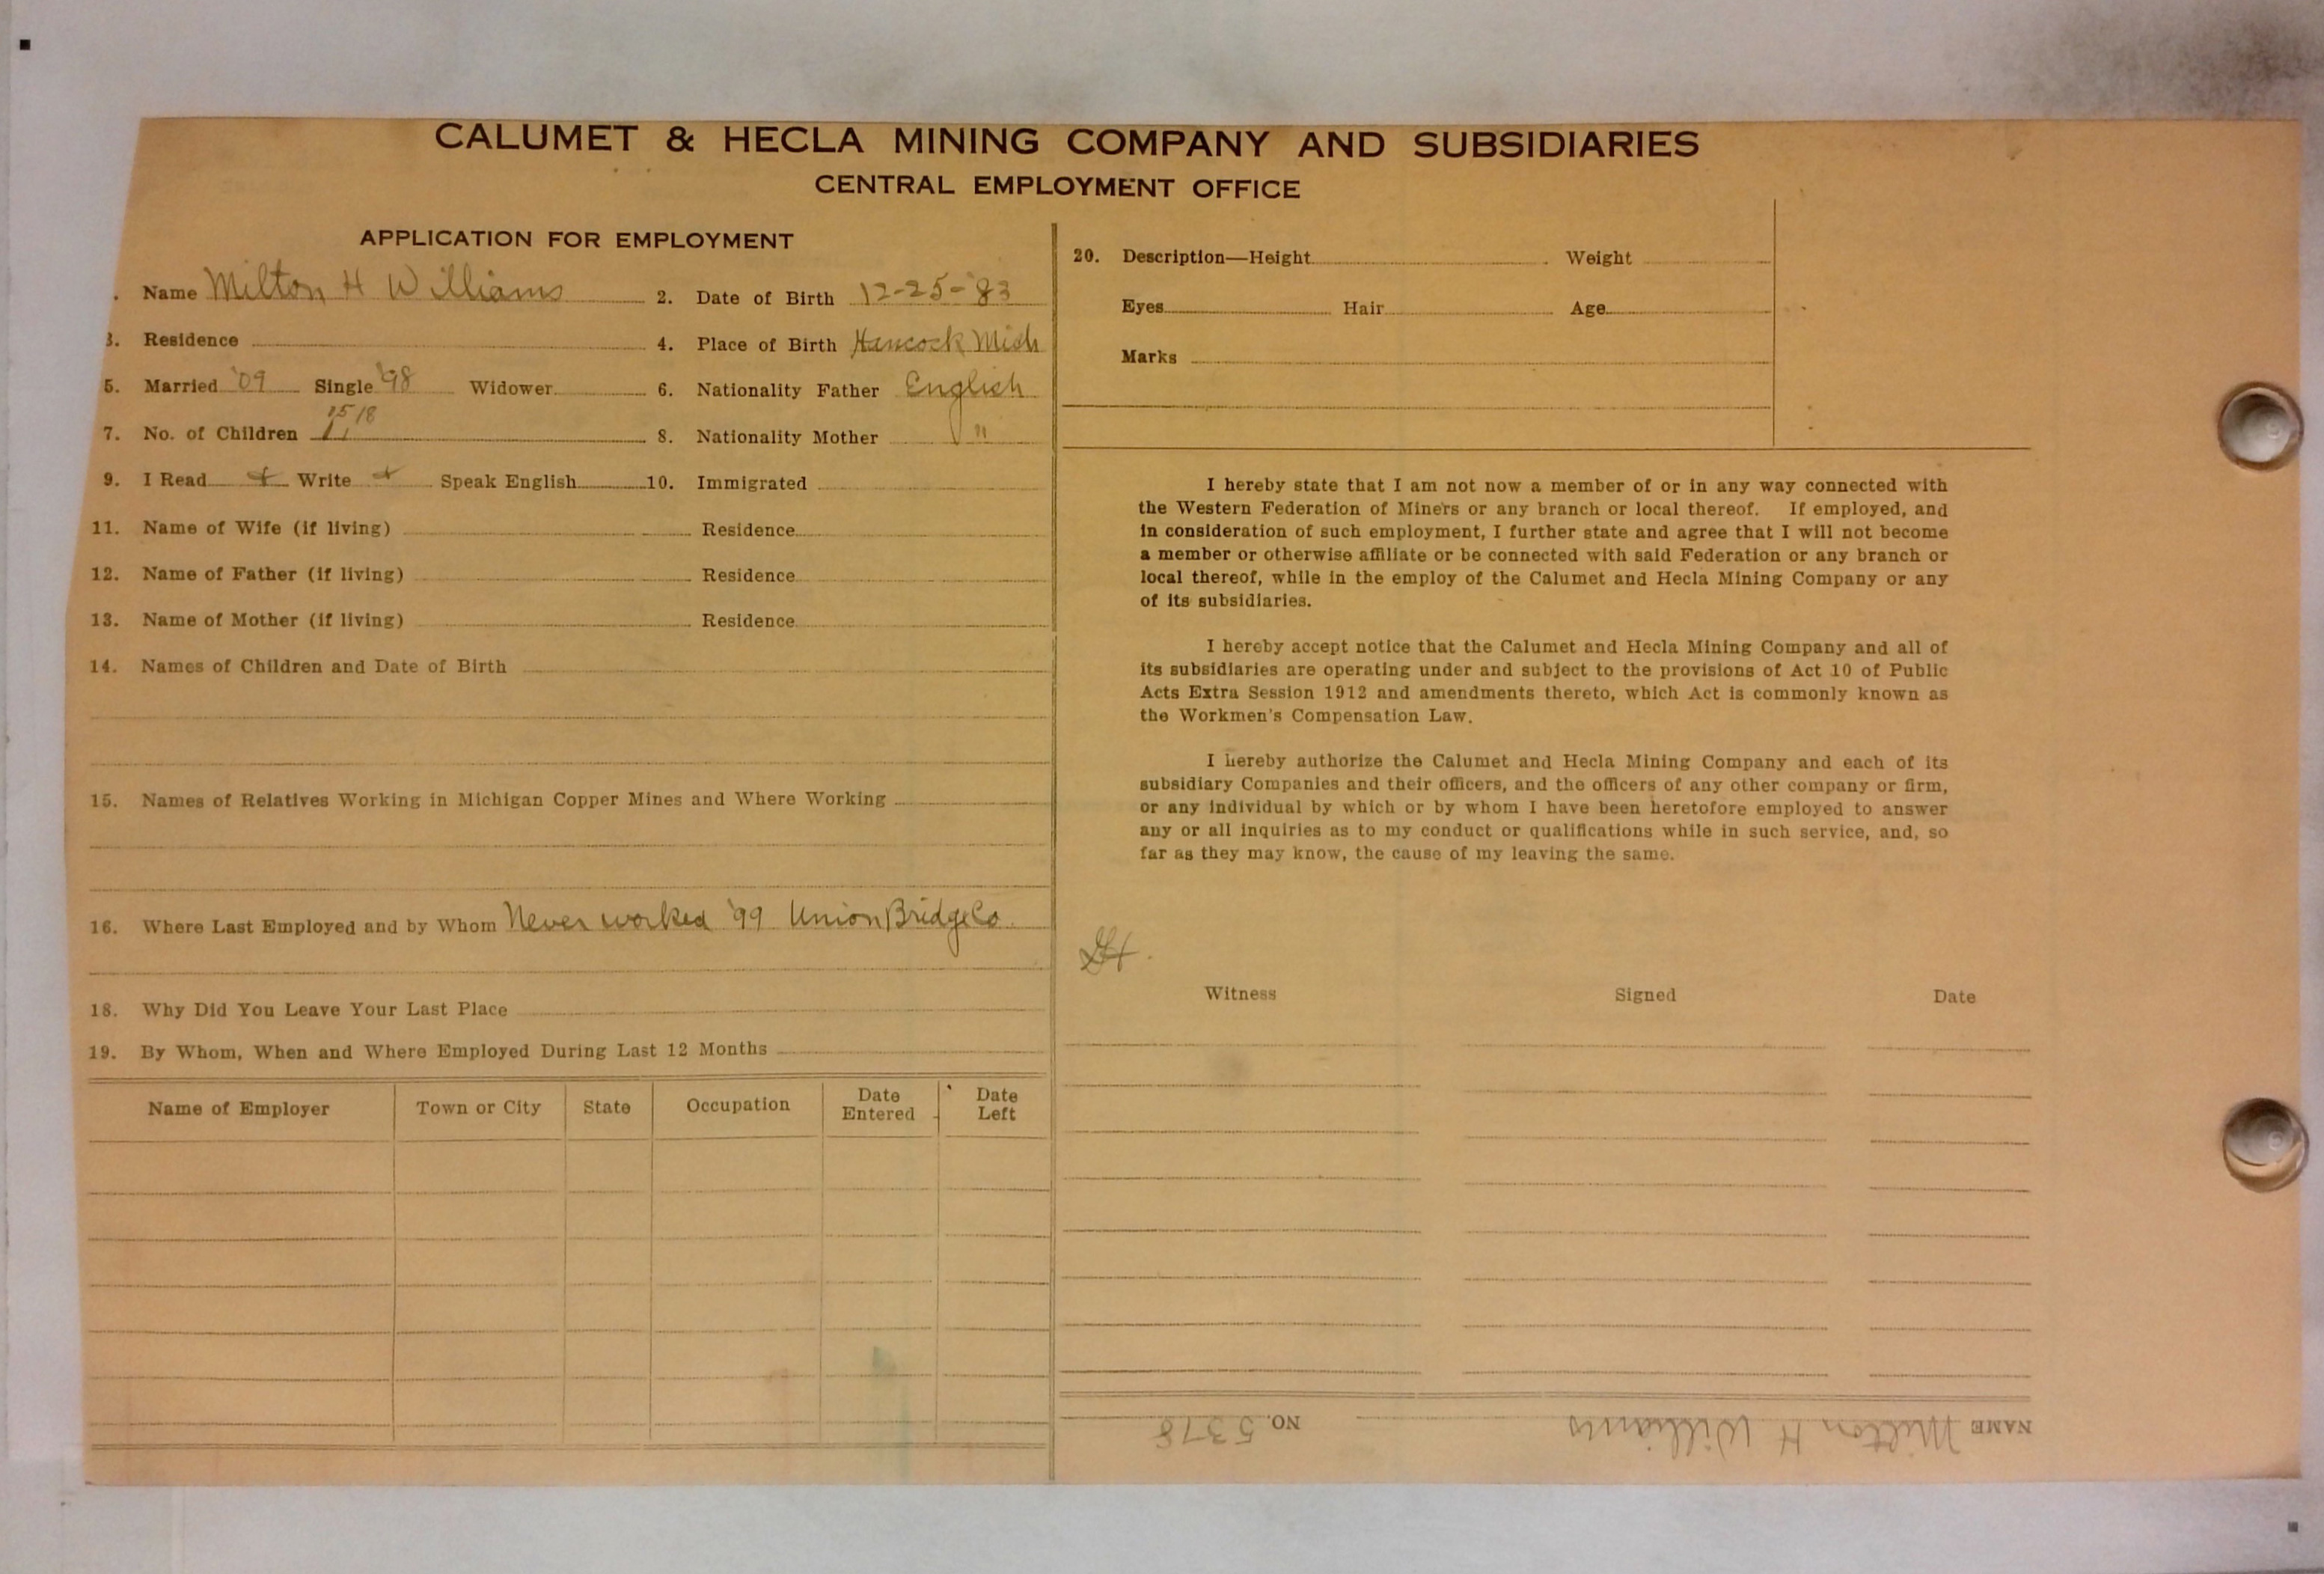 CALUMET & HECLA MINING COMPANY AND SUBSIDIARIES
CENTRAL EMPLOYMENT OFFICE
APPLICATION FOR EMPLOYMENT
. Name Milton H Williams 2. Date of Birth 12-25-'83
3. Residence 4. Place of Birth Hancock Mich
5. Married '09 Single '98 Widower 6. Nationality Father English
7. No. of Children 8. Nationality Mother "
9. I Read + Write + Speak English 10. Immigrated
11. Name of Wife (if living) Residence
12. Name of Father (if living) Residence
13. Name of Mother (if living) Residence
14. Names of Children and Date of Birth
15. Names of Relatives Working in Michigan Copper Mines and Where Working
16. Where Last Employed and by Whom Never worked '99 Union Bridge Co.
18. Why Did You Leave Your Last Place
19. By Whom, When and Where Employed During Last 12 Months
Name of Employer Town or City State Occupation Date Entered Date Left
20. Description—Height Weight
Eyes Hair Age
Marks
I hereby state that I am not now a member of or in any way connected with
the Western Federation of Miners or any branch or local thereof. If employed, and
in consideration of such employment, I further state and agree that I will not become
a member or otherwise affiliate or be connected with said Federation or any branch or
local thereof, while in the employ of the Calumet and Hecla Mining Company or any
of its subsidiaries.
I hereby accept notice that the Calumet and Hecla Mining Company and all of
its subsidiaries are operating under and subject to the provisions of Act 10 of Public
Acts Extra Session 1912 and amendments thereto, which Act is commonly known as
the Workmen's Compensation Law.
I hereby authorize the Calumet and Hecla Mining Company and each of its
subsidiary Companies and their officers, and the officers of any other company or firm,
or any individual by which or by whom I have been heretofore employed to answer
any or all inquiries as to my conduct or qualifications while in such service, and, so
far as they may know, the cause of my leaving the same.
Witness Signed Date
NAME Milton H Williams NO. 5378